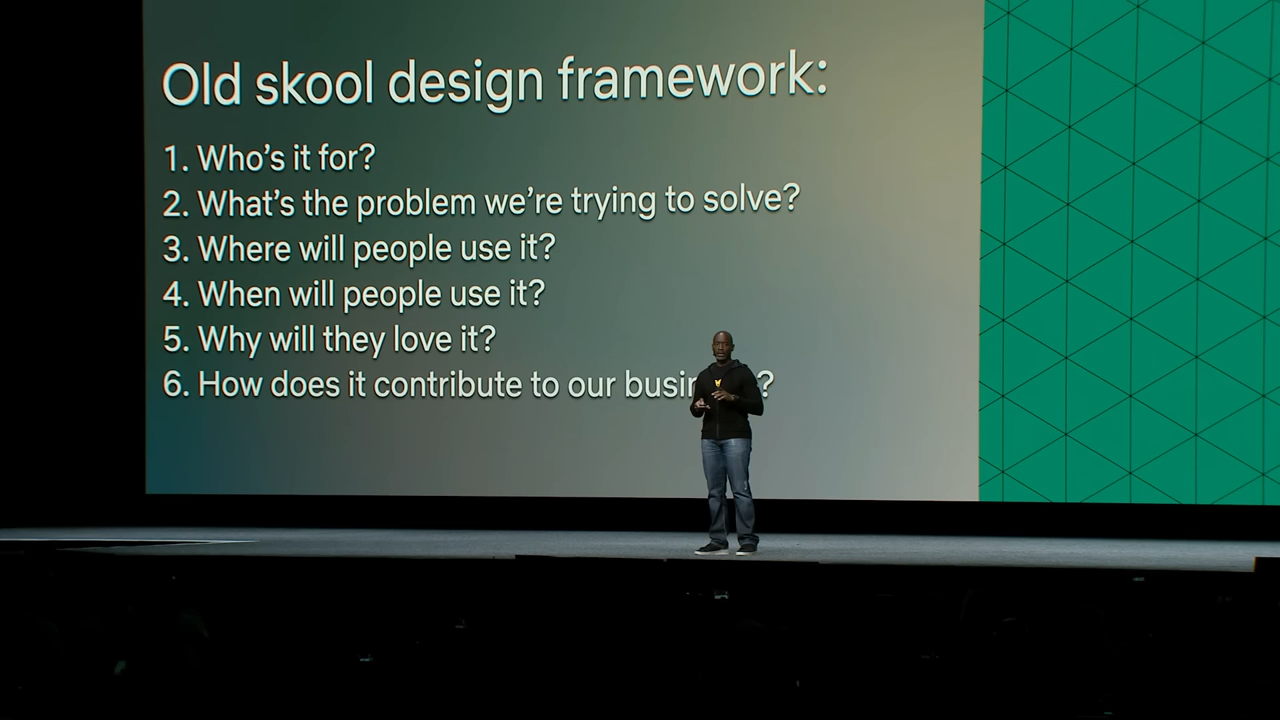 Old skool design framework:
1. Who's it for?
2. What's the problem we're trying to solve?
3. Where will people use it?
4. When will people use it?
5. Why will they love it?
6. How does it contribute to our busin ?